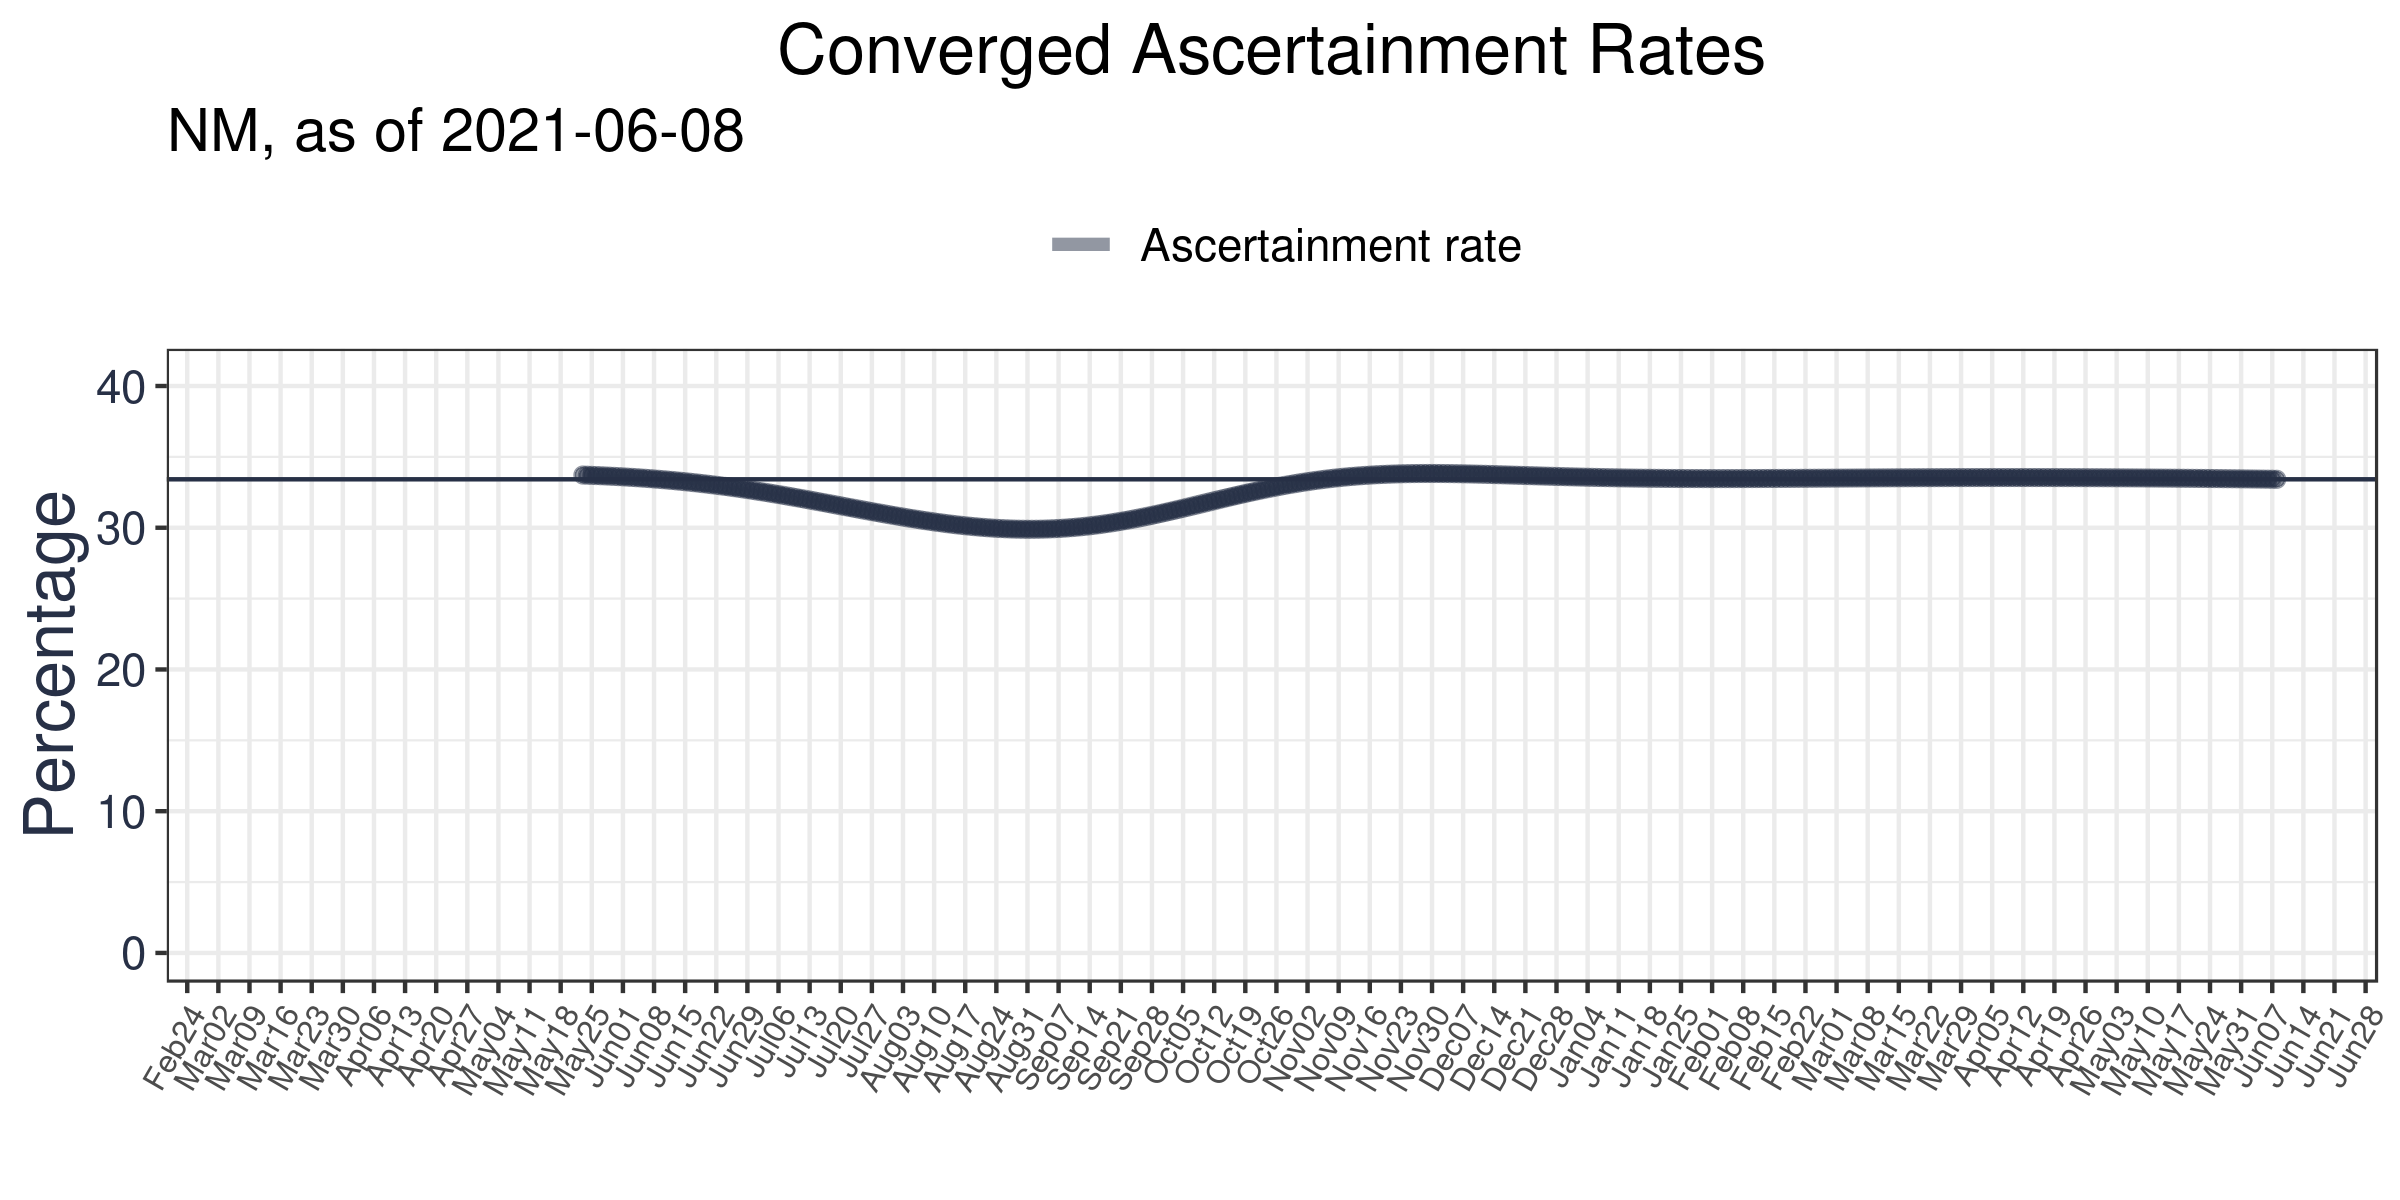 Converged Ascertainment Rates
NM, as of 2021-06-08
Ascertainment rate
Percentage
40
30
20
10
0
Feb24 Mar02 Mar09 Mar16 Mar23 Mar30 Apr06 Apr13 Apr20 Apr27 May04 May11 May18 May25 Jun01 Jun08 Jun15 Jun22 Jun29 Jul06 Jul13 Jul20 Jul27 Aug03 Aug10 Aug17 Aug24 Aug31 Sep07 Sep14 Sep21 Sep28 Oct05 Oct12 Oct19 Oct26 Nov02 Nov09 Nov16 Nov23 Nov30 Dec07 Dec14 Dec21 Dec28 Jan04 Jan11 Jan18 Jan25 Feb01 Feb08 Feb15 Feb22 Mar01 Mar08 Mar15 Mar22 Mar29 Apr05 Apr12 Apr19 Apr26 May03 May10 May17 May24 May31 Jun07 Jun14 Jun21 Jun28